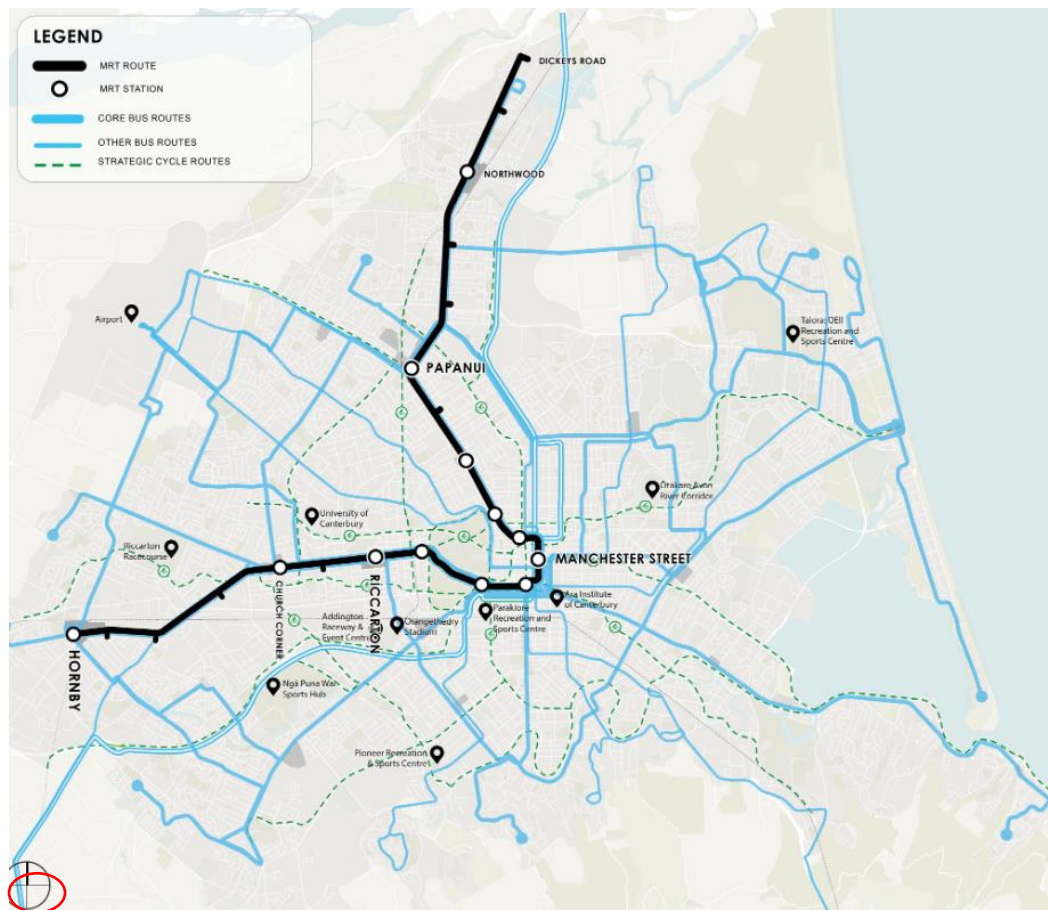 LEGEND
MRT ROUTE
MRT STATION
CORE BUS ROUTES
OTHER BUS ROUTES
STRATEGIC CYCLE ROUTES
DICKEYS ROAD
NORTHWOOD
Airport
Taiora: QEII
Recreation and
Sports Centre
PAPANUI
Ōtākaro Avon
River Corridor
University of
Canterbury
Riccarton
Racecourse
MANCHESTER STREET
CHURCH CORNER
RICCARTON
Ara Institute
of Canterbury
Parakiore
Recreation and
Sports Centre
Addington
Raceway &
Event Centre
Orangetheory
Stadium
HORNBY
Ngā Puna Wai
Sports Hub
Pioneer Recreation
& Sports Centre